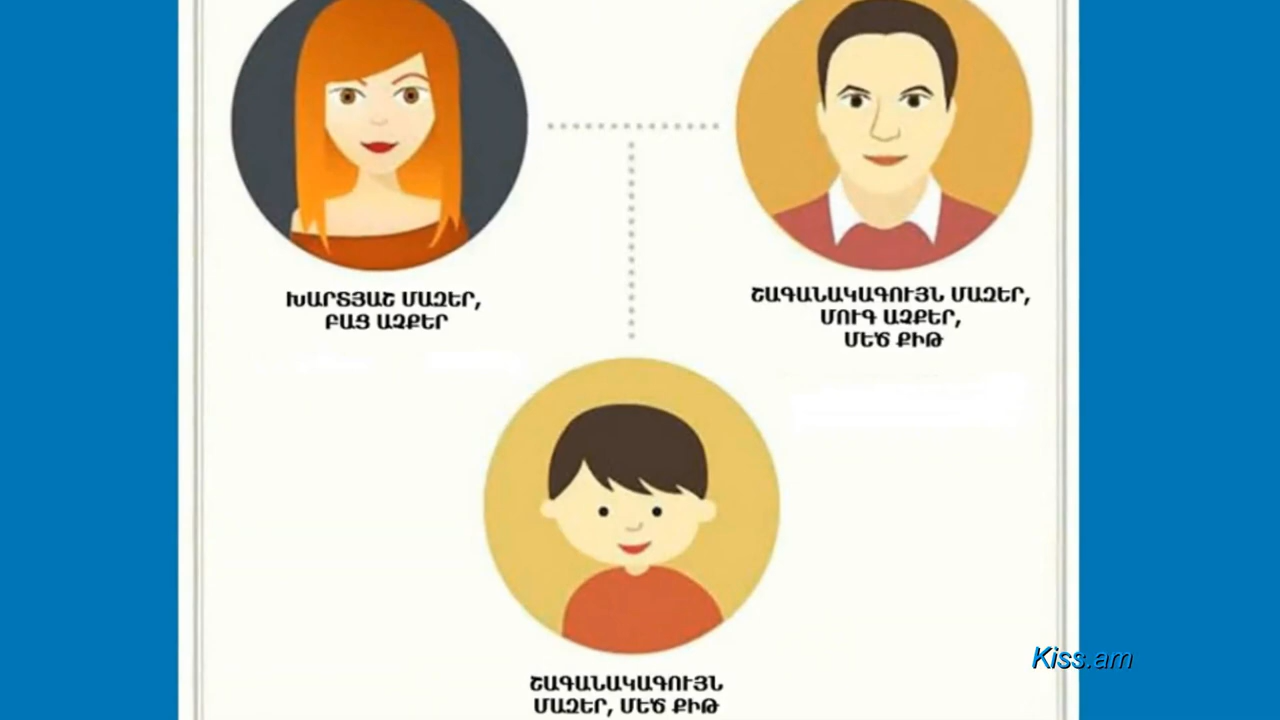 ԽԱՐՏՅԱՇ ՄԱԶԵՐ,
ԲԱՑ ԱՉՔԵՐ
ՇԱԳԱՆԱԿԱԳՈՒՅՆ ՄԱԶԵՐ,
ՄՈՒԳ ԱՉՔԵՐ,
ՄԵԾ ՔԻԹ
ՇԱԳԱՆԱԿԱԳՈՒՅՆ
ՄԱԶԵՐ, ՄԵԾ ՔԻԹ
Kiss.am